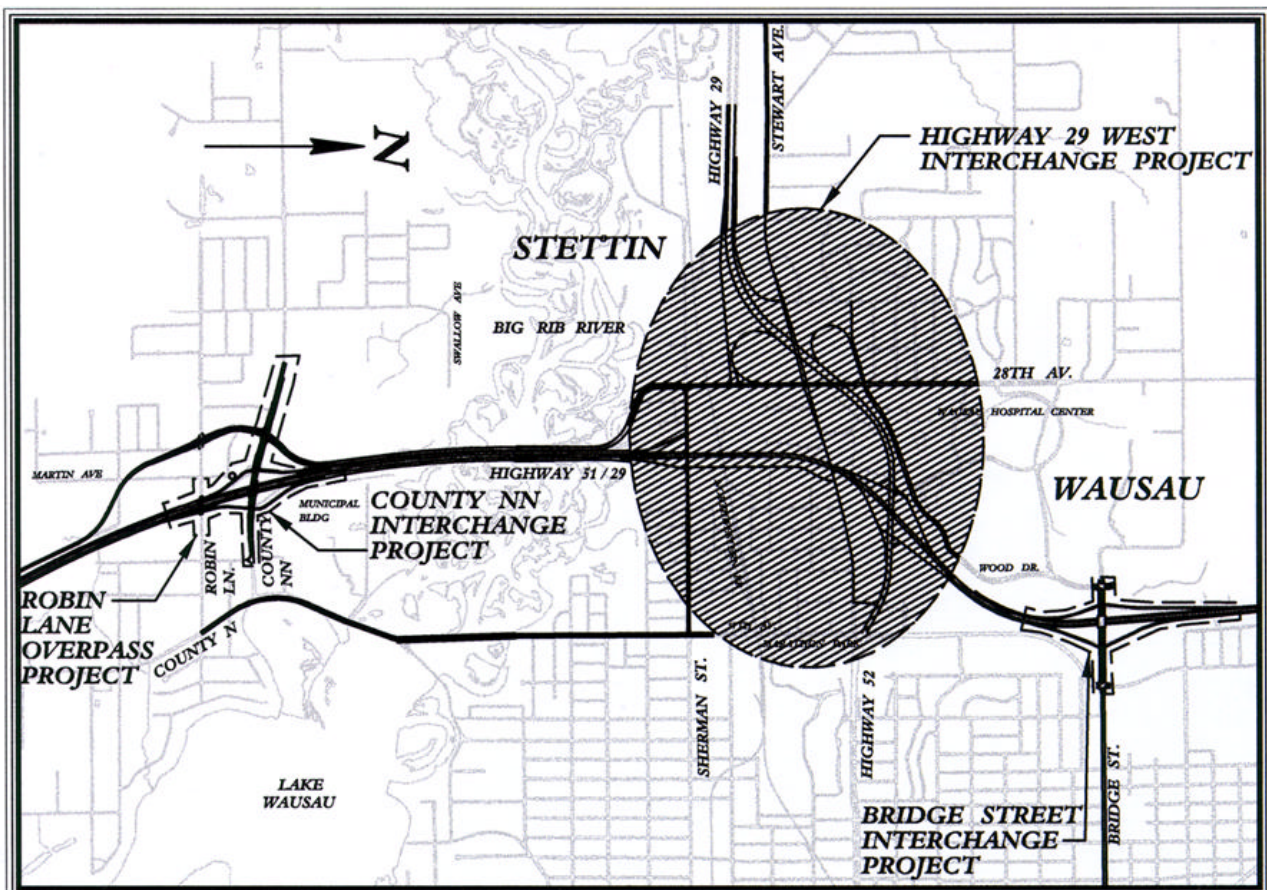 HIGHWAY 29
STEWART AVE.
HIGHWAY 29 WEST
INTERCHANGE PROJECT
N
STETTIN
SWALLOW AVE
BIG RIB RIVER
28TH AV.
HOSPITAL CENTER
MARTIN AVE
HIGHWAY 51/29
WAUSAU
MUNICIPAL
BLDG
COUNTY NN
INTERCHANGE
PROJECT
ROBIN
LN.
COUNTY
NN
WOOD DR.
ROBIN
LANE
OVERPASS
PROJECT
COUNTY N
SHERMAN ST.
HIGHWAY 52
LAKE
WAUSAU
BRIDGE STREET
INTERCHANGE
PROJECT
BRIDGE ST.